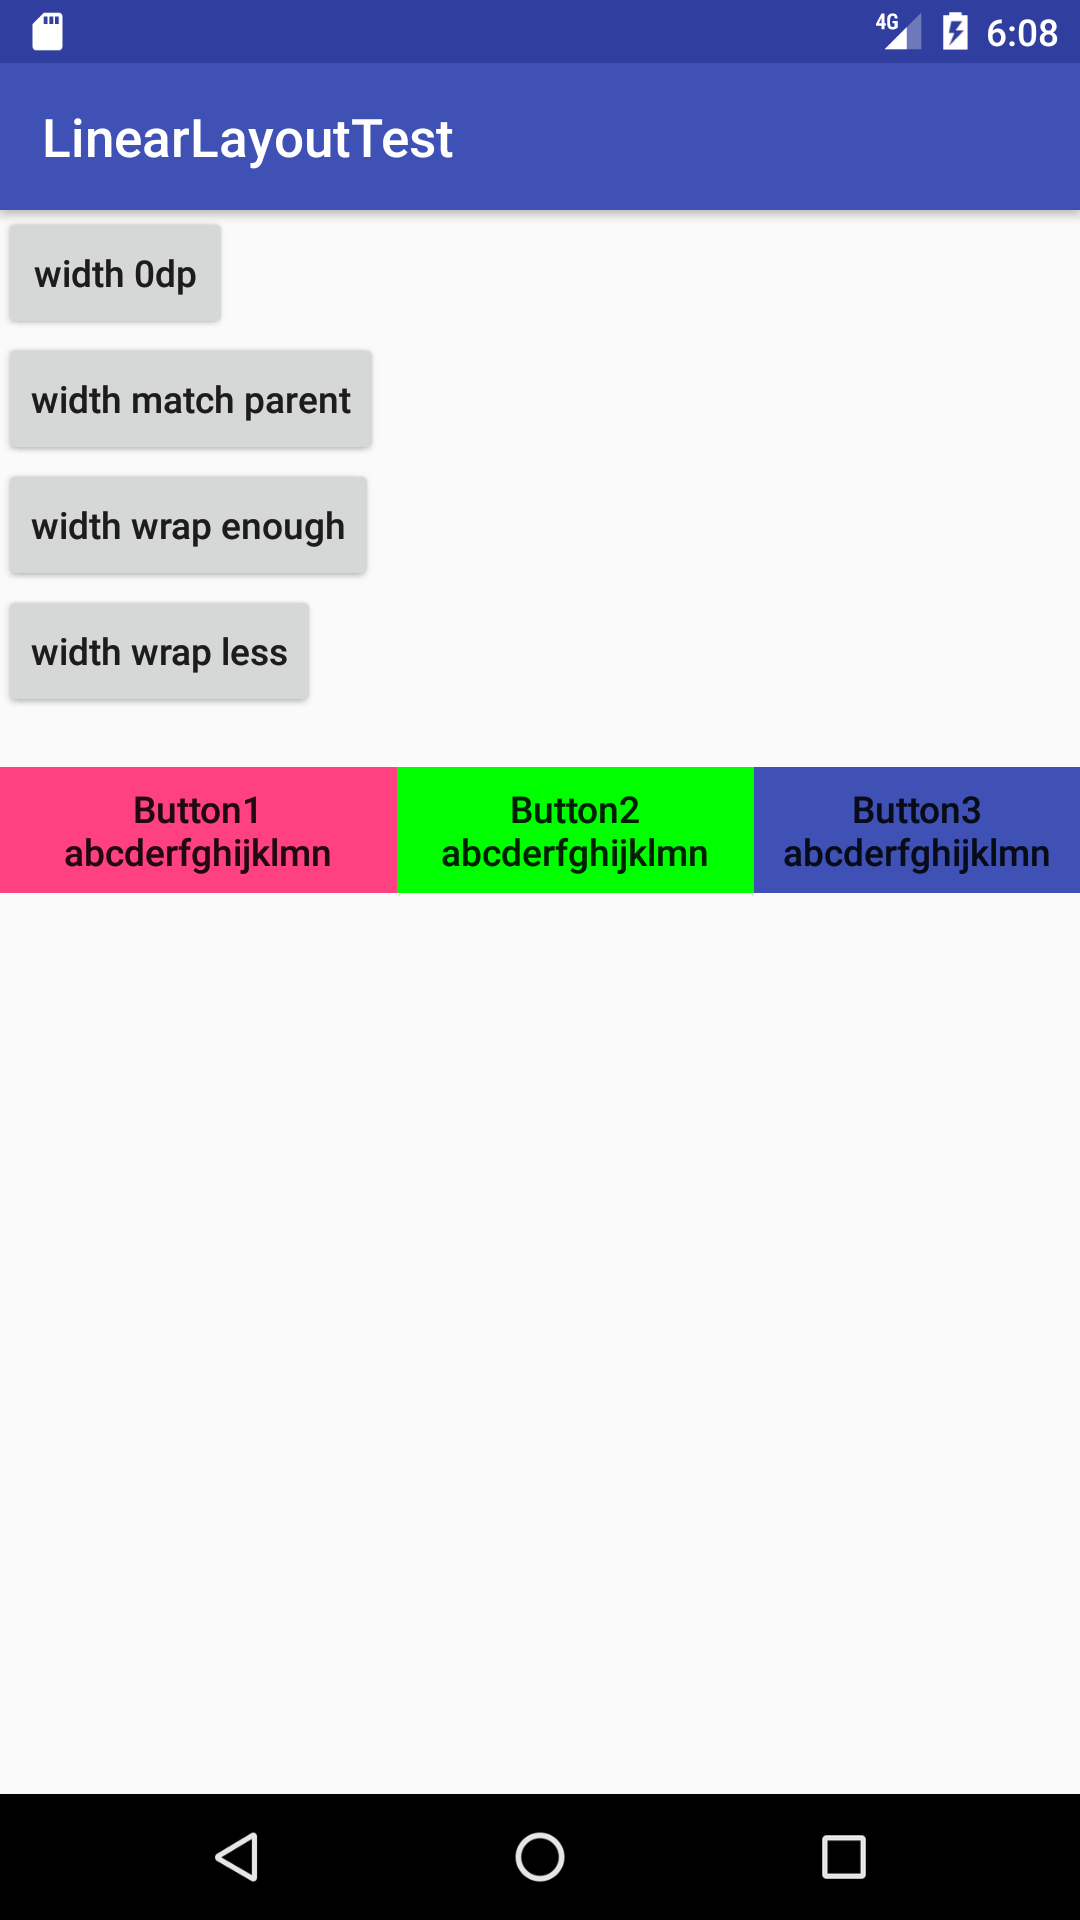 4G 6:08
LinearLayoutTest
width 0dp
width match parent
width wrap enough
width wrap less
Button1 Button2 Button3
abcderfghijklmn abcderfghijklmn abcderfghijklmn